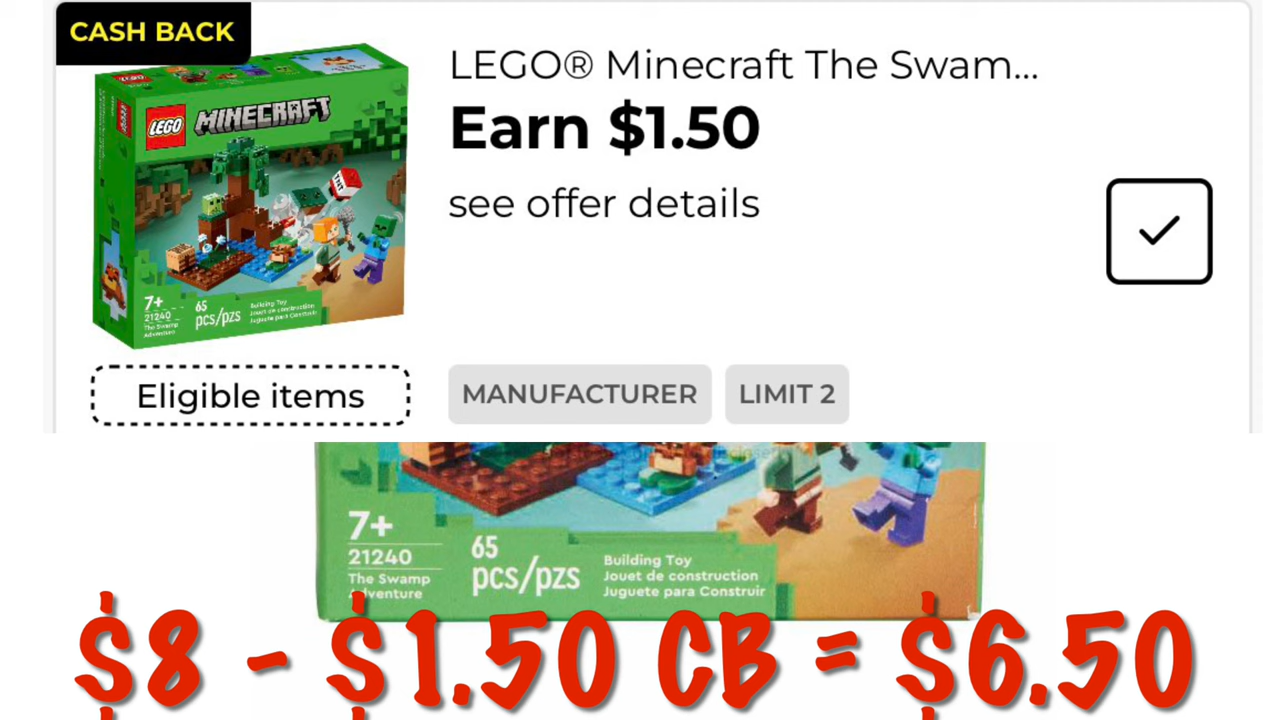 CASH BACK
LEGO® Minecraft The Swam...
Earn $1.50
see offer details
LEGO
MINECRAFT
7+
21240
The Swamp
Adventure
65
pcs/pzs
Building Toy
Jouet de construction
Juguete para Construir
Eligible items
MANUFACTURER
LIMIT 2
7+
21240
The Swamp
Adventure
65
pcs/pzs
Building Toy
Jouet de construction
Juguete para Construir
$8 - $1.50 CB = $6.50